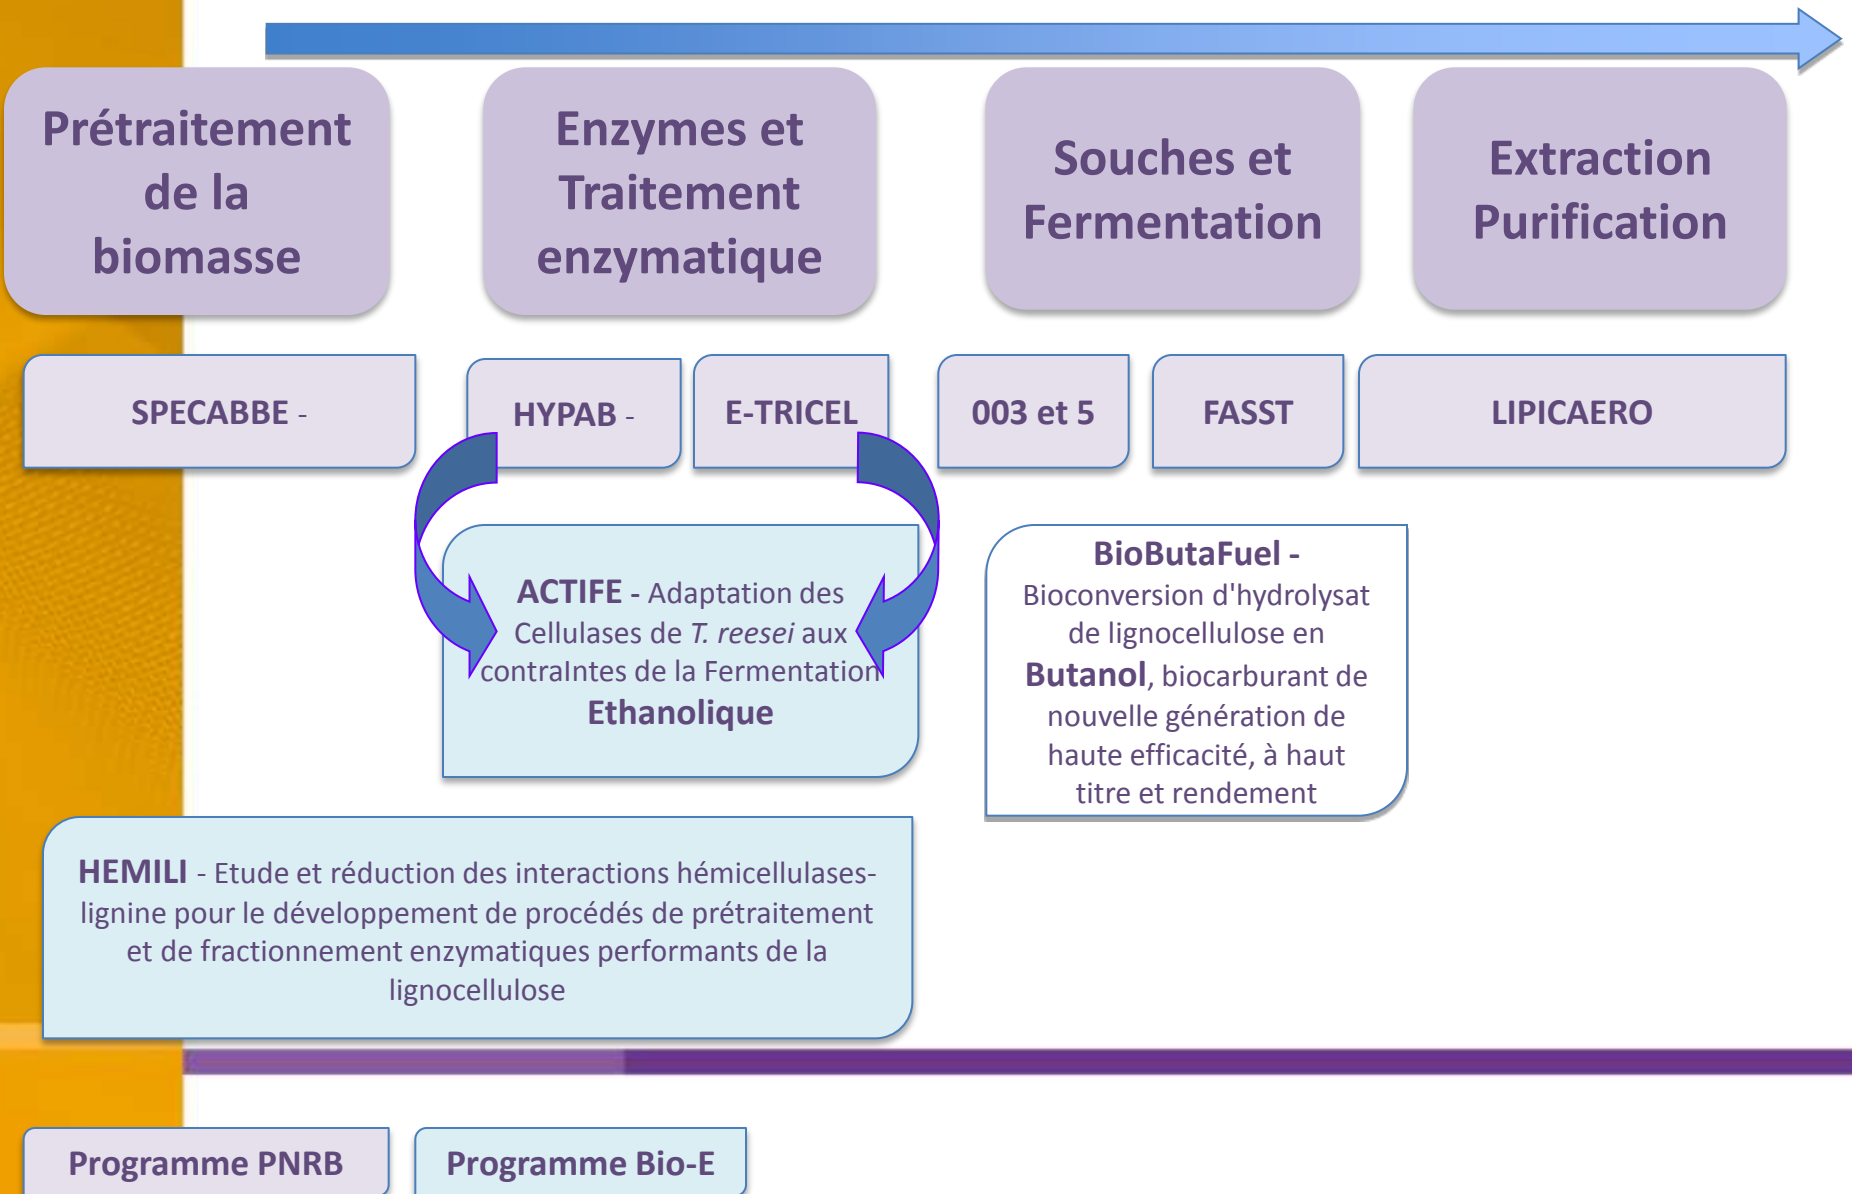 Prétraitement
de la
biomasse
Enzymes et
Traitement
enzymatique
Souches et
Fermentation
Extraction
Purification
SPECABBE -
HYPAB -
E-TRICEL
003 et 5
FASST
LIPICAERO
ACTIFE - Adaptation des
Cellulases de T. reesei aux
contraIntes de la Fermentation
Ethanolique
BioButaFuel -
Bioconversion d'hydrolysat
de lignocellulose en
Butanol, biocarburant de
nouvelle génération de
haute efficacité, à haut
titre et rendement
HEMILI - Etude et réduction des interactions hémicellulases-
lignine pour le développement de procédés de prétraitement
et de fractionnement enzymatiques performants de la
lignocellulose
Programme PNRB
Programme Bio-E